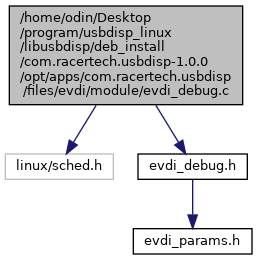 /home/odin/Desktop
/program/usbdisp_linux
/libusbdisp/deb_install
/com.racertech.usbdisp-1.0.0
/opt/apps/com.racertech.usbdisp
/files/evdi/module/evdi_debug.c
linux/sched.h
evdi_debug.h
evdi_params.h